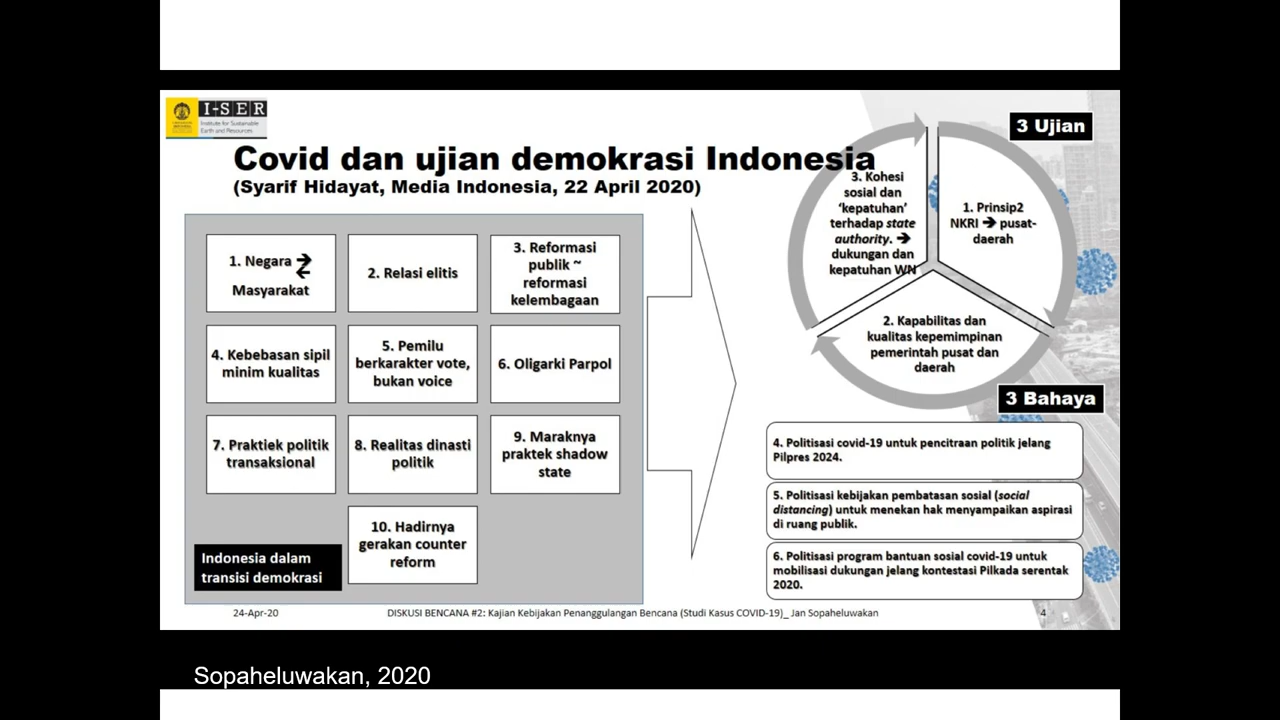 I-SER
Institute for Sustainable
Earth and Resources
Covid dan ujian demokrasi Indonesia
(Syarif Hidayat, Media Indonesia, 22 April 2020)
1. Negara ➔
Masyarakat
2. Relasi elitis
3. Reformasi
publik ~
reformasi
kelembagaan
4. Kebebasan sipil
minim kualitas
5. Pemilu
berkarakter vote,
bukan voice
6. Oligarki Parpol
7. Praktiek politik
transaksional
8. Realitas dinasti
politik
9. Maraknya
praktek shadow
state
10. Hadirnya
gerakan counter
reform
Indonesia dalam
transisi demokrasi
3 Ujian
3. Kohesi
sosial dan
‘kepatuhan’
terhadap state
authority. ➔
dukungan dan
kepatuhan WN
1. Prinsip2
NKRI ➔ pusat-
daerah
2. Kapabilitas dan
kualitas kepemimpinan
pemerintah pusat dan
daerah
3 Bahaya
4. Politisasi covid-19 untuk pencitraan politik jelang
Pilpres 2024.
5. Politisasi kebijakan pembatasan sosial (social
distancing) untuk menekan hak menyampaikan aspirasi
di ruang publik.
6. Politisasi program bantuan sosial covid-19 untuk
mobilisasi dukungan jelang kontestasi Pilkada serentak
2020.
24-Apr-20
DISKUSI BENCANA #2: Kajian Kebijakan Penanggulangan Bencana (Studi Kasus COVID-19)_ Jan Sopaheluwakan
4
Sopaheluwakan, 2020